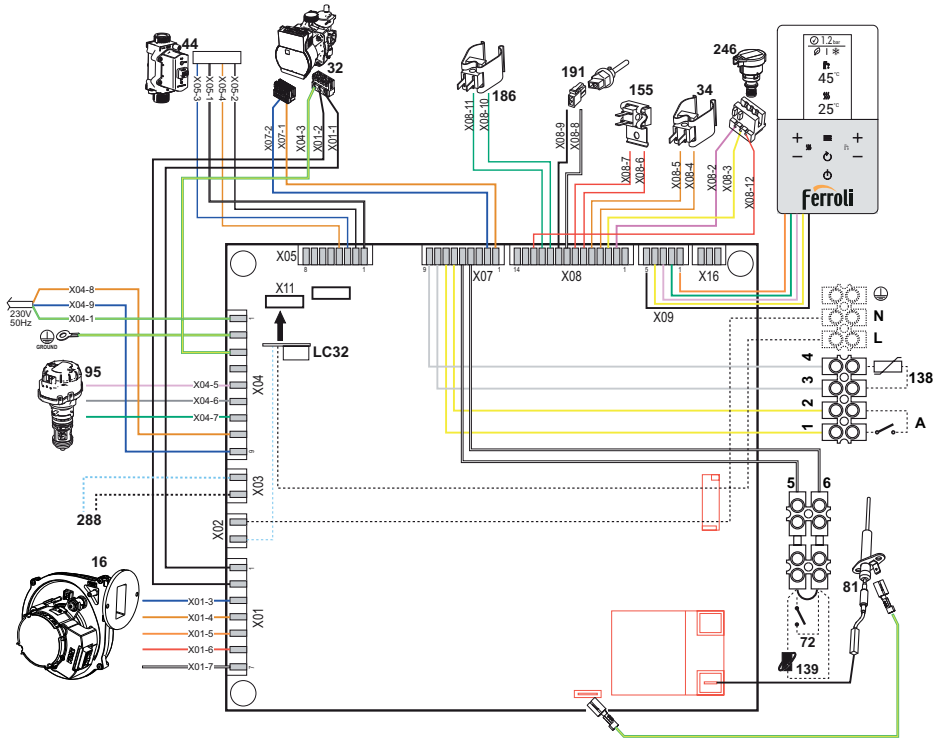 44
X05-3
X05-1
X05-4
X05-2
32
X07-2
X07-1
X04-3
X01-2
X01-1
186
X08-11
X08-10
191
X08-9
X08-8
155
X08-7
X08-6
34
X08-5
X08-4
246
X08-2
X08-3
X08-12
1.2 bar
45 °C
25 °C
+ +
− −
ferroli
X05
8 1
9 X07 1
14 X08 1
5 1
X09
X16
X11
LC32
X04-8
X04-9
X04-1
230V
50Hz
GROUND
1
X04
9
95
X04-5
X04-6
X04-7
X03
288
X02
16
1
X01
7
X01-3
X01-4
X01-5
X01-6
X01-7
N
L
4
3
2
1
138
A
5 6
72
139
81